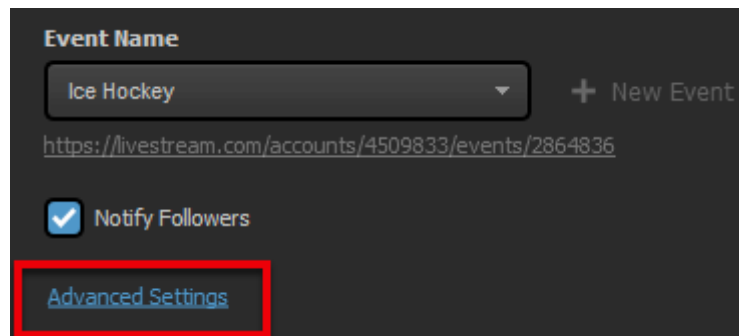 Event Name
Ice Hockey
+ New Event
https://livestream.com/accounts/4509833/events/2864836
Notify Followers
Advanced Settings